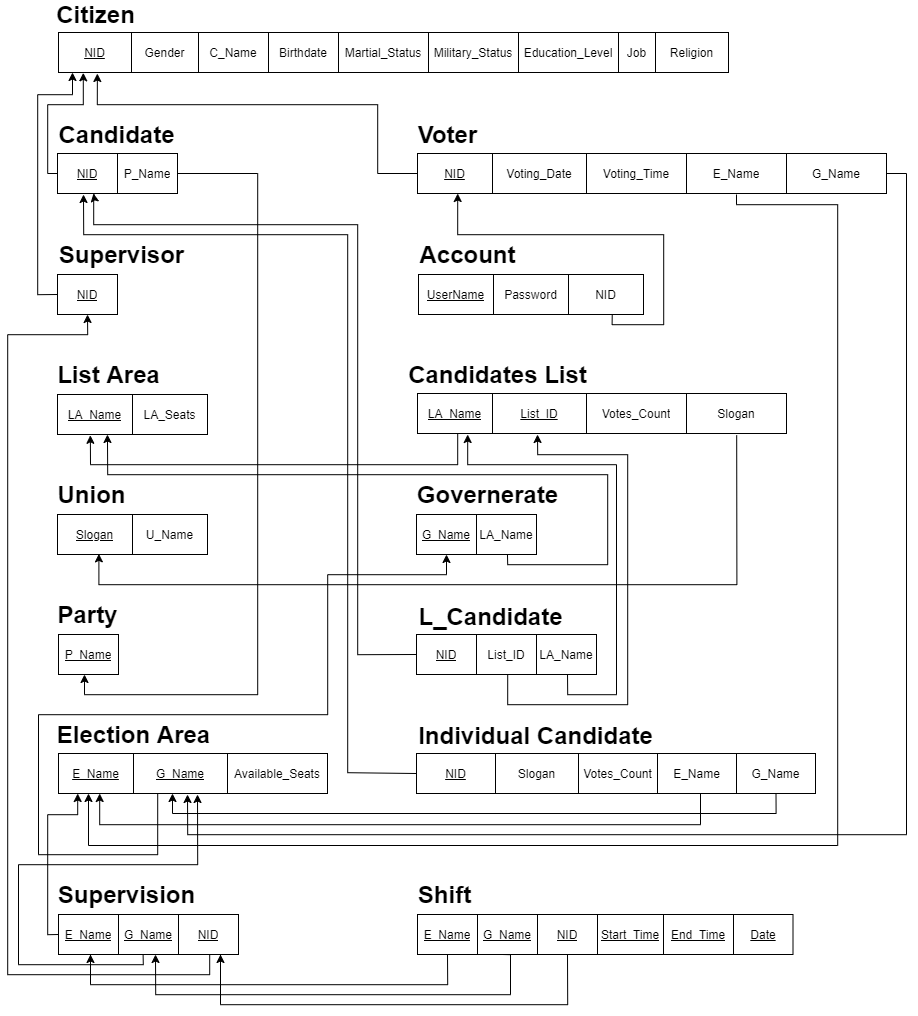 Citizen
NID Gender C_Name Birthdate Martial_Status Military_Status Education_Level Job Religion
Candidate Voter
NID P_Name NID Voting_Date Voting_Time E_Name G_Name
Supervisor Account
NID UserName Password NID
List Area Candidates List
LA_Name LA_Seats LA_Name List_ID Votes_Count Slogan
Union Governerate
Slogan U_Name G_Name LA_Name
Party L_Candidate
P_Name NID List_ID LA_Name
Election Area Individual Candidate
E_Name G_Name Available_Seats NID Slogan Votes_Count E_Name G_Name
Supervision Shift
E_Name G_Name NID E_Name G_Name NID Start_Time End_Time Date